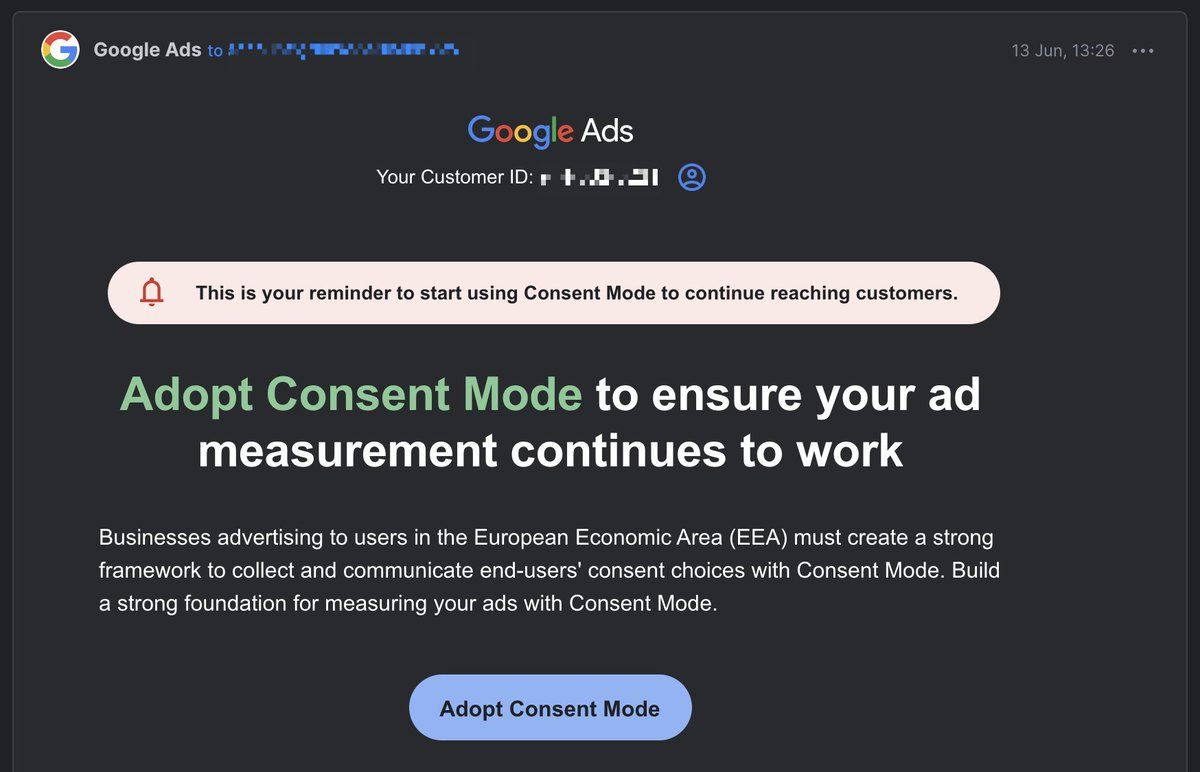 Google Ads to
13 Jun, 13:26
Google Ads
Your Customer ID:
This is your reminder to start using Consent Mode to continue reaching customers.
Adopt Consent Mode to ensure your ad
measurement continues to work
Businesses advertising to users in the European Economic Area (EEA) must create a strong
framework to collect and communicate end-users' consent choices with Consent Mode. Build
a strong foundation for measuring your ads with Consent Mode.
Adopt Consent Mode